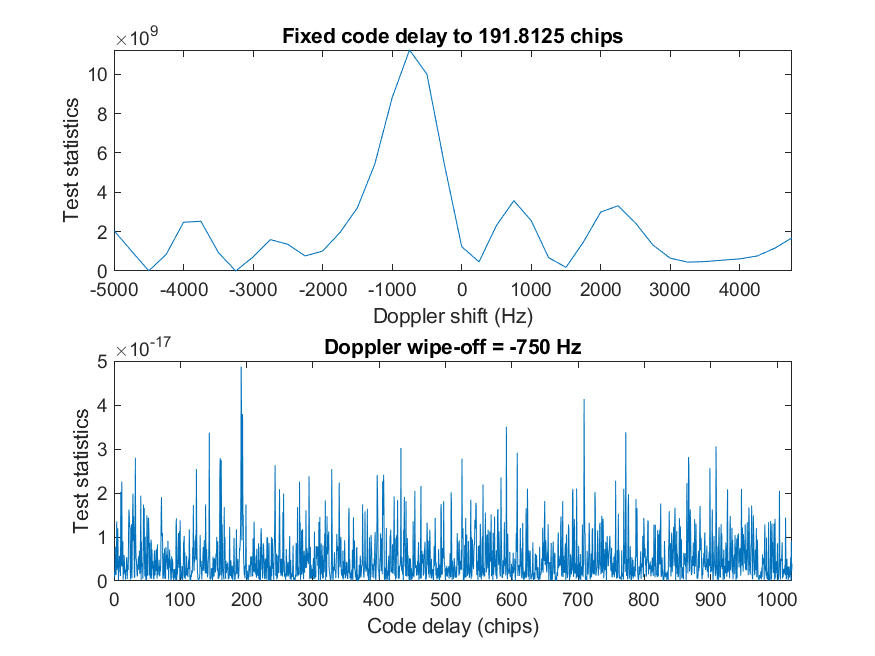 ×10^9
Fixed code delay to 191.8125 chips
10
8
6
4
2
0
Test statistics
-5000 -4000 -3000 -2000 -1000 0 1000 2000 3000 4000
Doppler shift (Hz)
×10^-17
Doppler wipe-off = -750 Hz
5
4
3
2
1
0
Test statistics
0 100 200 300 400 500 600 700 800 900 1000
Code delay (chips)